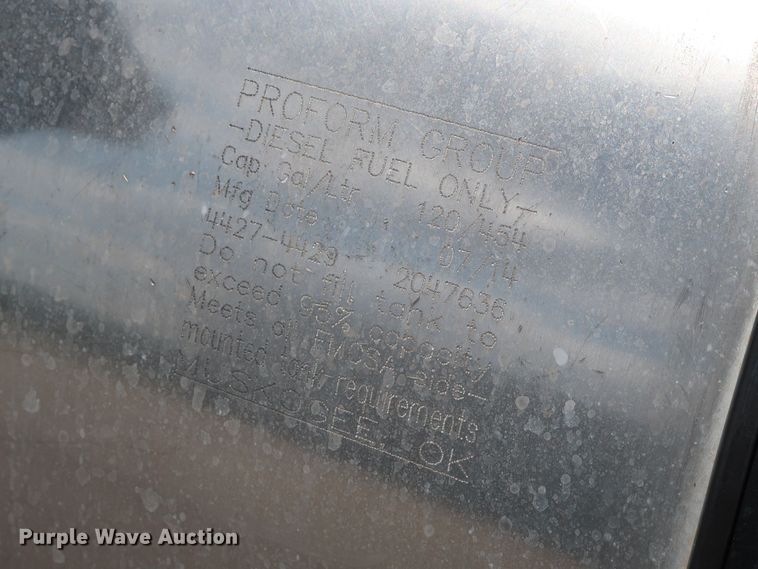 PROFORM GROUP
-DIESEL FUEL ONLY-
Cap. Gal/Ltr 120/454
Mfg Date . . . 07/14
4427-4429 2047636
Do not fill tank to
exceed 95% capacity
Meets all FMCSA side-
mounted tank requirements
MUSKOGEE, OK
Purple Wave Auction